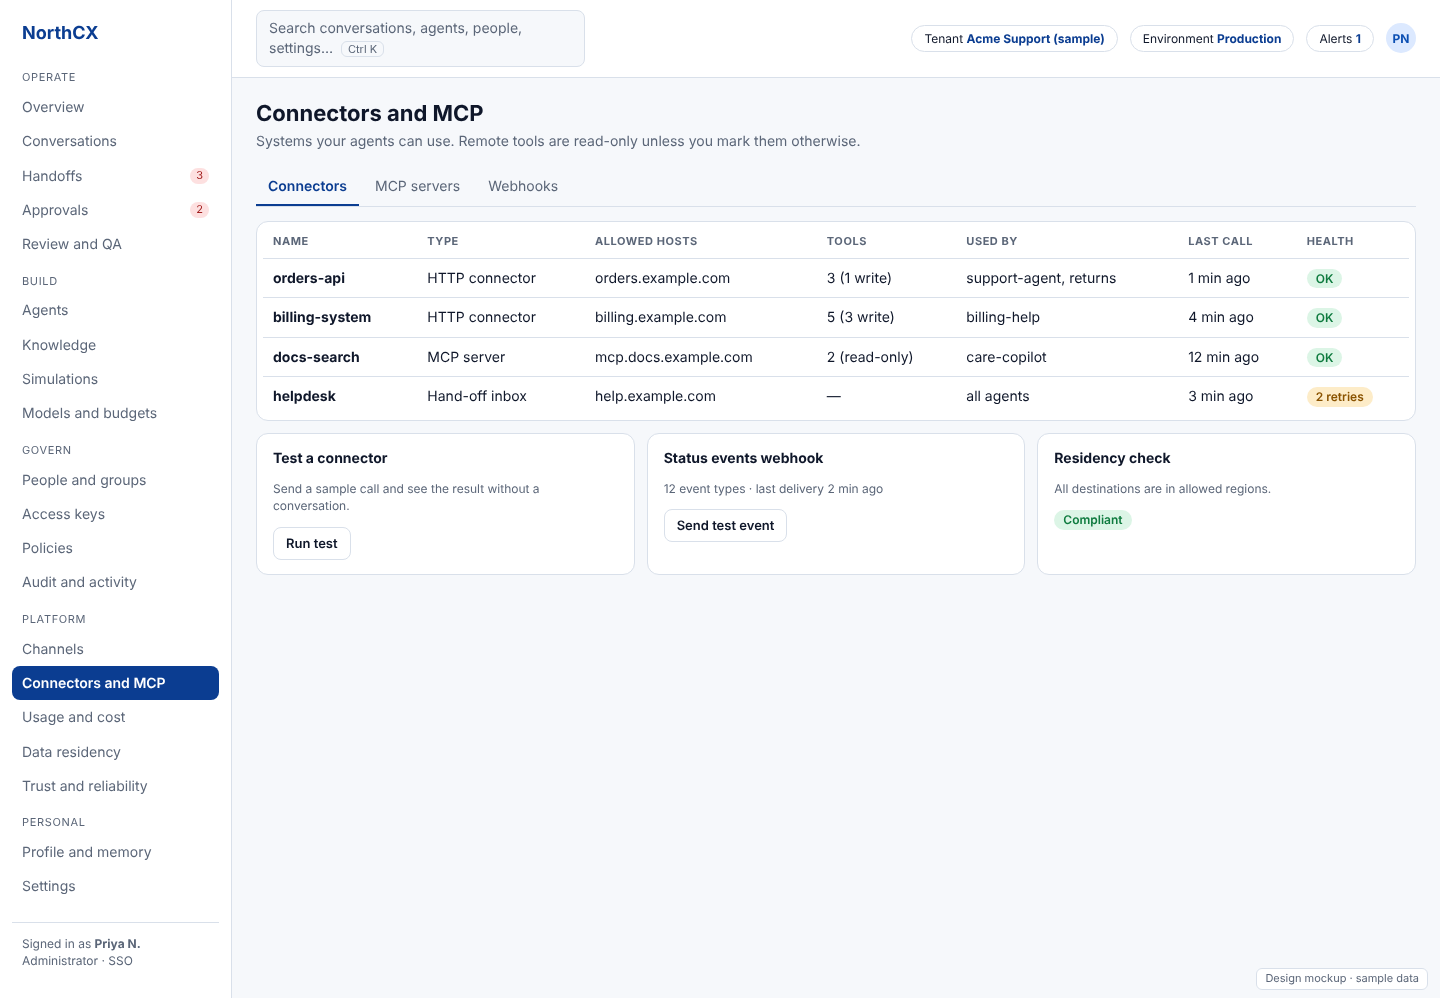 NorthCX
OPERATE
Overview
Conversations
Handoffs 3
Approvals 2
Review and QA
BUILD
Agents
Knowledge
Simulations
Models and budgets
GOVERN
People and groups
Access keys
Policies
Audit and activity
PLATFORM
Channels
Connectors and MCP
Usage and cost
Data residency
Trust and reliability
PERSONAL
Profile and memory
Settings
Signed in as Priya N.
Administrator · SSO
Search conversations, agents, people,
settings... Ctrl K
Tenant Acme Support (sample) Environment Production Alerts 1 PN
Connectors and MCP
Systems your agents can use. Remote tools are read-only unless you mark them otherwise.
Connectors MCP servers Webhooks
NAME TYPE ALLOWED HOSTS TOOLS USED BY LAST CALL HEALTH
orders-api HTTP connector orders.example.com 3 (1 write) support-agent, returns 1 min ago OK
billing-system HTTP connector billing.example.com 5 (3 write) billing-help 4 min ago OK
docs-search MCP server mcp.docs.example.com 2 (read-only) care-copilot 12 min ago OK
helpdesk Hand-off inbox help.example.com — all agents 3 min ago 2 retries
Test a connector
Send a sample call and see the result without a
conversation.
Run test
Status events webhook
12 event types · last delivery 2 min ago
Send test event
Residency check
All destinations are in allowed regions.
Compliant
Design mockup · sample data